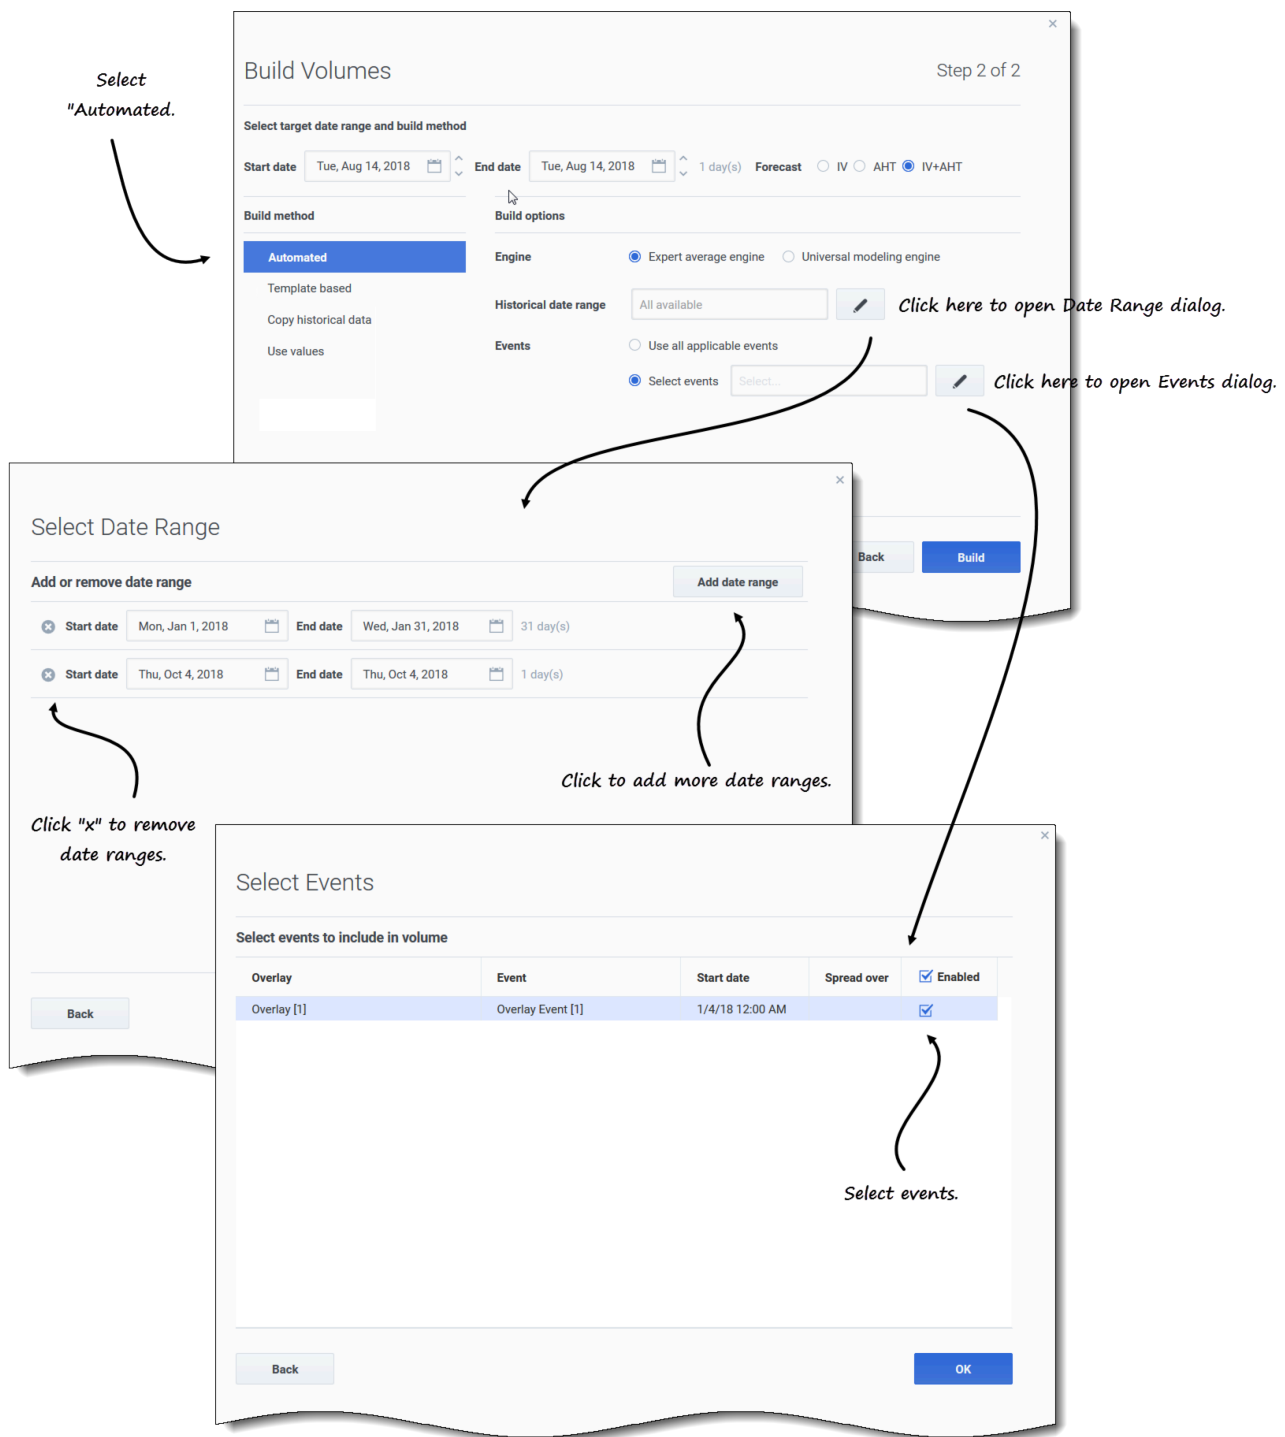 Build Volumes
Step 2 of 2
Select
"Automated.
Select target date range and build method
Start date Tue, Aug 14, 2018 End date Tue, Aug 14, 2018 1 day(s) Forecast IV AHT IV+AHT
Build method
Build options
Automated
Engine Expert average engine Universal modeling engine
Template based
Historical date range All available
Click here to open Date Range dialog.
Copy historical data
Use values
Events Use all applicable events
Select events Select...
Click here to open Events dialog.
Back Build
Select Date Range
Add or remove date range
Add date range
Start date Mon, Jan 1, 2018 End date Wed, Jan 31, 2018 31 day(s)
Start date Thu, Oct 4, 2018 End date Thu, Oct 4, 2018 1 day(s)
Click to add more date ranges.
Click "x" to remove
date ranges.
Back
Select Events
Select events to include in volume
Overlay Event Start date Spread over Enabled
Overlay [1] Overlay Event [1] 1/4/18 12:00 AM
Select events.
Back OK